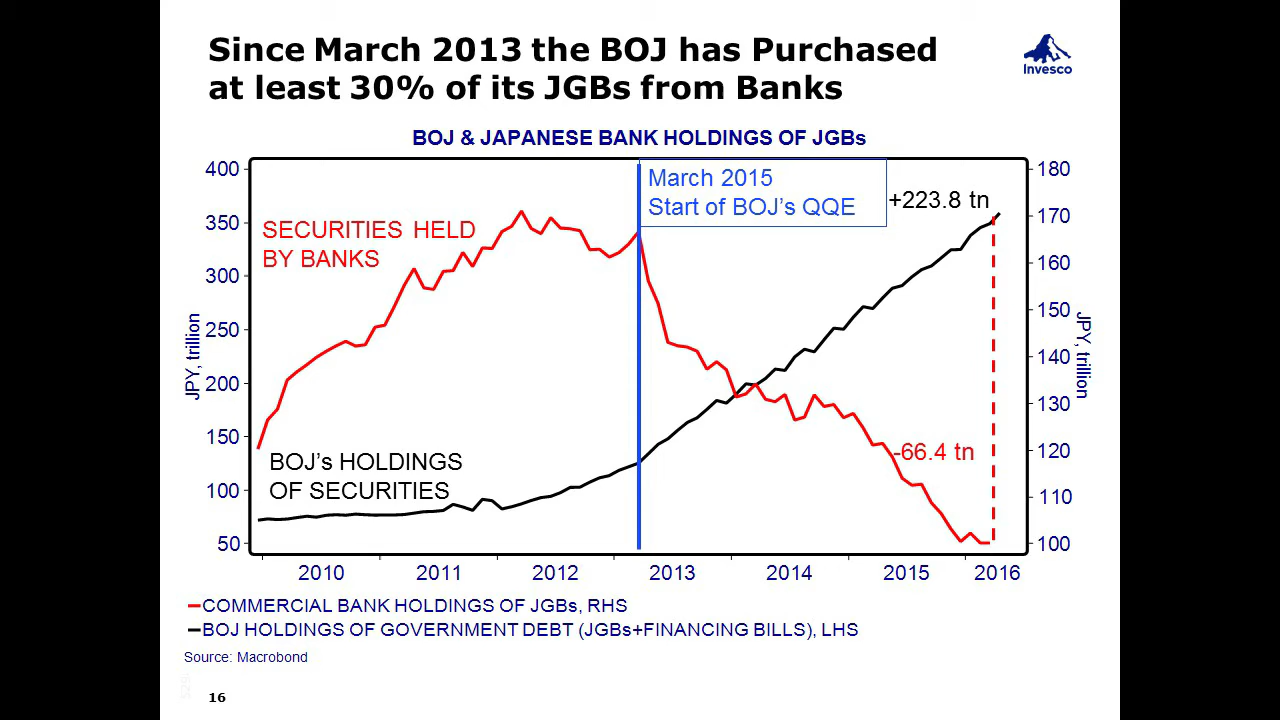 Since March 2013 the BOJ has Purchased
at least 30% of its JGBs from Banks
Invesco
BOJ & JAPANESE BANK HOLDINGS OF JGBs
400
350
300
250
200
150
100
50
JPY, trillion
180
170
160
150
140
130
120
110
100
JPY, trillion
March 2015
Start of BOJ's QQE
+223.8 tn
SECURITIES HELD
BY BANKS
-66.4 tn
BOJ's HOLDINGS
OF SECURITIES
2010 2011 2012 2013 2014 2015 2016
COMMERCIAL BANK HOLDINGS OF JGBs, RHS
BOJ HOLDINGS OF GOVERNMENT DEBT (JGBs+FINANCING BILLS), LHS
Source: Macrobond
16